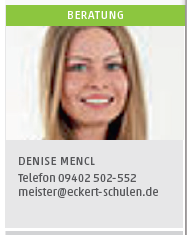 BERATUNG
DENISE MENCL
Telefon 09402 502-552
meister@eckert-schulen.de